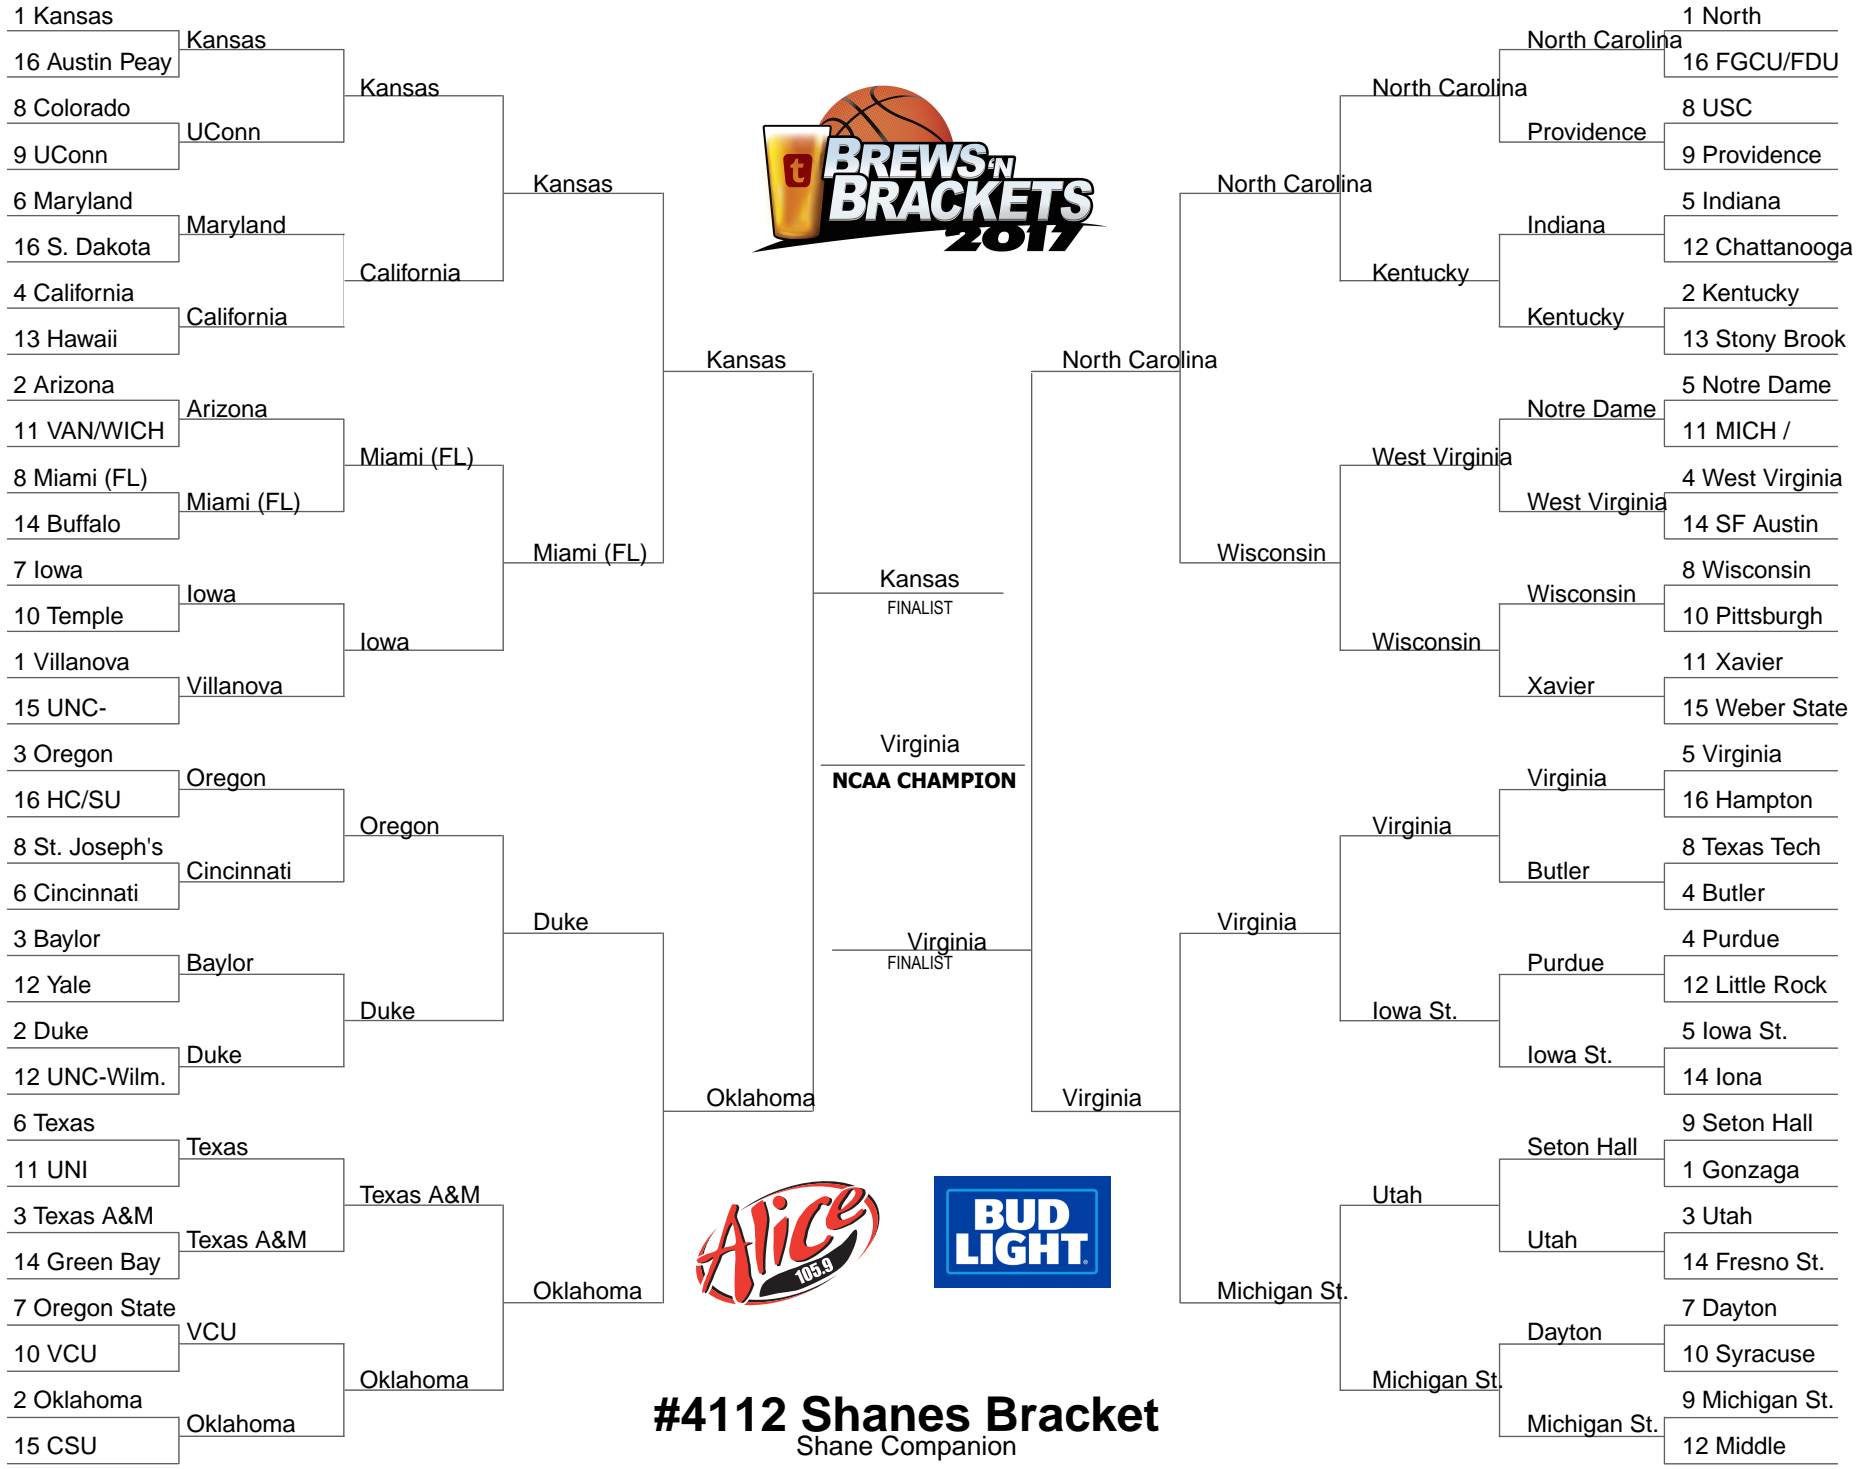 1 Kansas
16 Austin Peay
8 Colorado
9 UConn
6 Maryland
16 S. Dakota
4 California
13 Hawaii
2 Arizona
11 VAN/WICH
8 Miami (FL)
14 Buffalo
7 Iowa
10 Temple
1 Villanova
15 UNC-
3 Oregon
16 HC/SU
8 St. Joseph's
6 Cincinnati
3 Baylor
12 Yale
2 Duke
12 UNC-Wilm.
6 Texas
11 UNI
3 Texas A&M
14 Green Bay
7 Oregon State
10 VCU
2 Oklahoma
15 CSU
Kansas
UConn
Maryland
California
Arizona
Miami (FL)
Iowa
Villanova
Oregon
Cincinnati
Baylor
Duke
Texas
Texas A&M
VCU
Oklahoma
Kansas
California
Miami (FL)
Iowa
Oregon
Duke
Texas A&M
Oklahoma
Kansas
Miami (FL)
Duke
Oklahoma
Kansas
Oklahoma
t
BREWS 'N
BRACKETS
2017
Kansas
FINALIST
Virginia
NCAA CHAMPION
Virginia
FINALIST
Alice
105.9
BUD
LIGHT
#4112 Shanes Bracket
Shane Companion
North Carolina
Virginia
North Carolina
Wisconsin
Virginia
Michigan St.
North Carolina
Kentucky
West Virginia
Wisconsin
Virginia
Iowa St.
Utah
Michigan St.
North Carolina
Providence
Indiana
Kentucky
Notre Dame
West Virginia
Wisconsin
Xavier
Virginia
Butler
Purdue
Iowa St.
Seton Hall
Utah
Dayton
Michigan St.
1 North
16 FGCU/FDU
8 USC
9 Providence
5 Indiana
12 Chattanooga
2 Kentucky
13 Stony Brook
5 Notre Dame
11 MICH /
4 West Virginia
14 SF Austin
8 Wisconsin
10 Pittsburgh
11 Xavier
15 Weber State
5 Virginia
16 Hampton
8 Texas Tech
4 Butler
4 Purdue
12 Little Rock
5 Iowa St.
14 Iona
9 Seton Hall
1 Gonzaga
3 Utah
14 Fresno St.
7 Dayton
10 Syracuse
9 Michigan St.
12 Middle